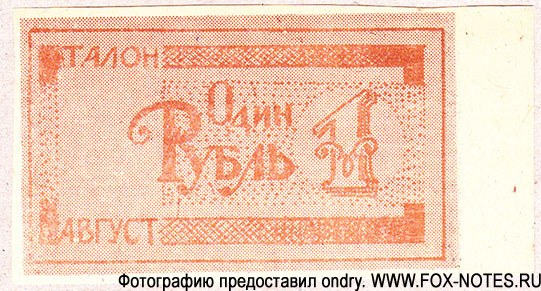 ТАЛОН
Один
Рубль 1
АВГУСТ
Фотографию предоставил ondry. WWW.FOX-NOTES.RU